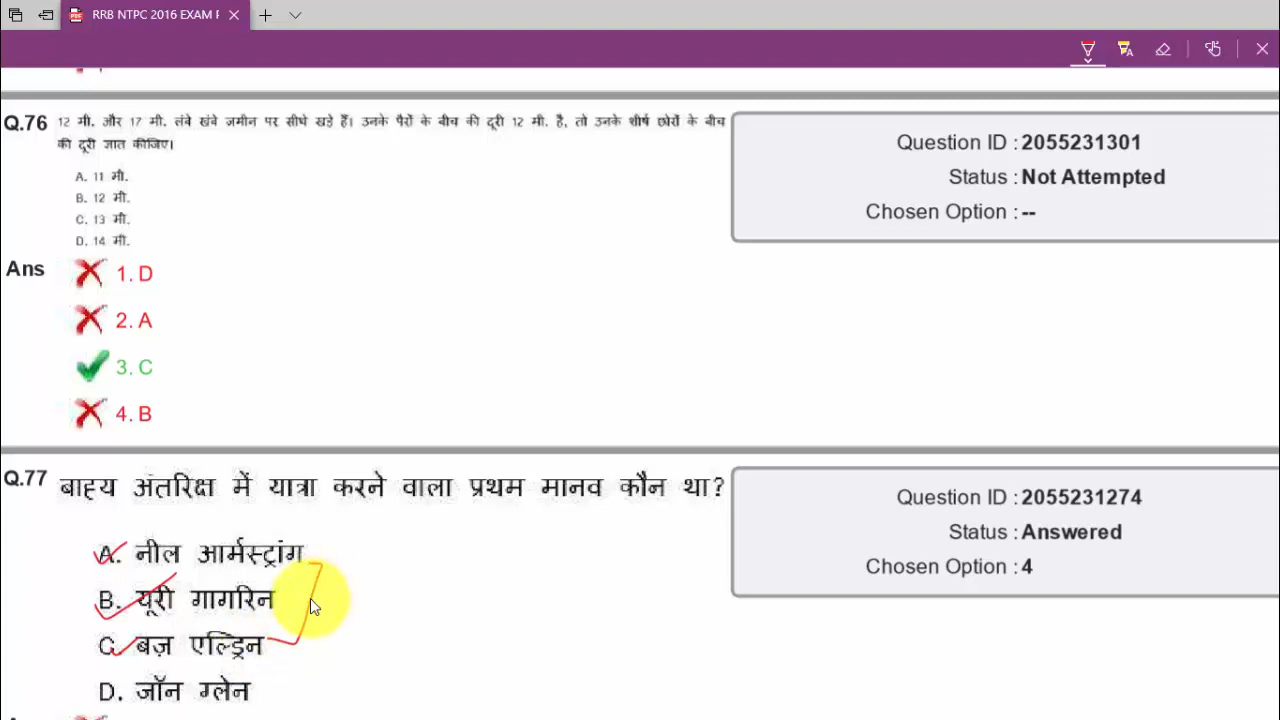 RRB NTPC 2016 EXAM F
Q.76 12 मी. और 17 मी. लंबे खंबे ज़मीन पर सीधे खड़े हैं। उनके पैरों के बीच की दूरी 12 मी. है, तो उनके शीर्ष छोरों के बीच
की दूरी ज्ञात कीजिए।
A. 11 मी.
B. 12 मी.
C. 13 मी.
D. 14 मी.
Question ID : 2055231301
Status : Not Attempted
Chosen Option : --
Ans 1. D
2. A
3. C
4. B
Q.77 बाह्य अंतरिक्ष में यात्रा करने वाला प्रथम मानव कौन था?
A. नील आर्मस्ट्रांग
B. यूरी गागरिन
C. बज़ एल्ड्रिन
D. जॉन ग्लेन
Question ID : 2055231274
Status : Answered
Chosen Option : 4